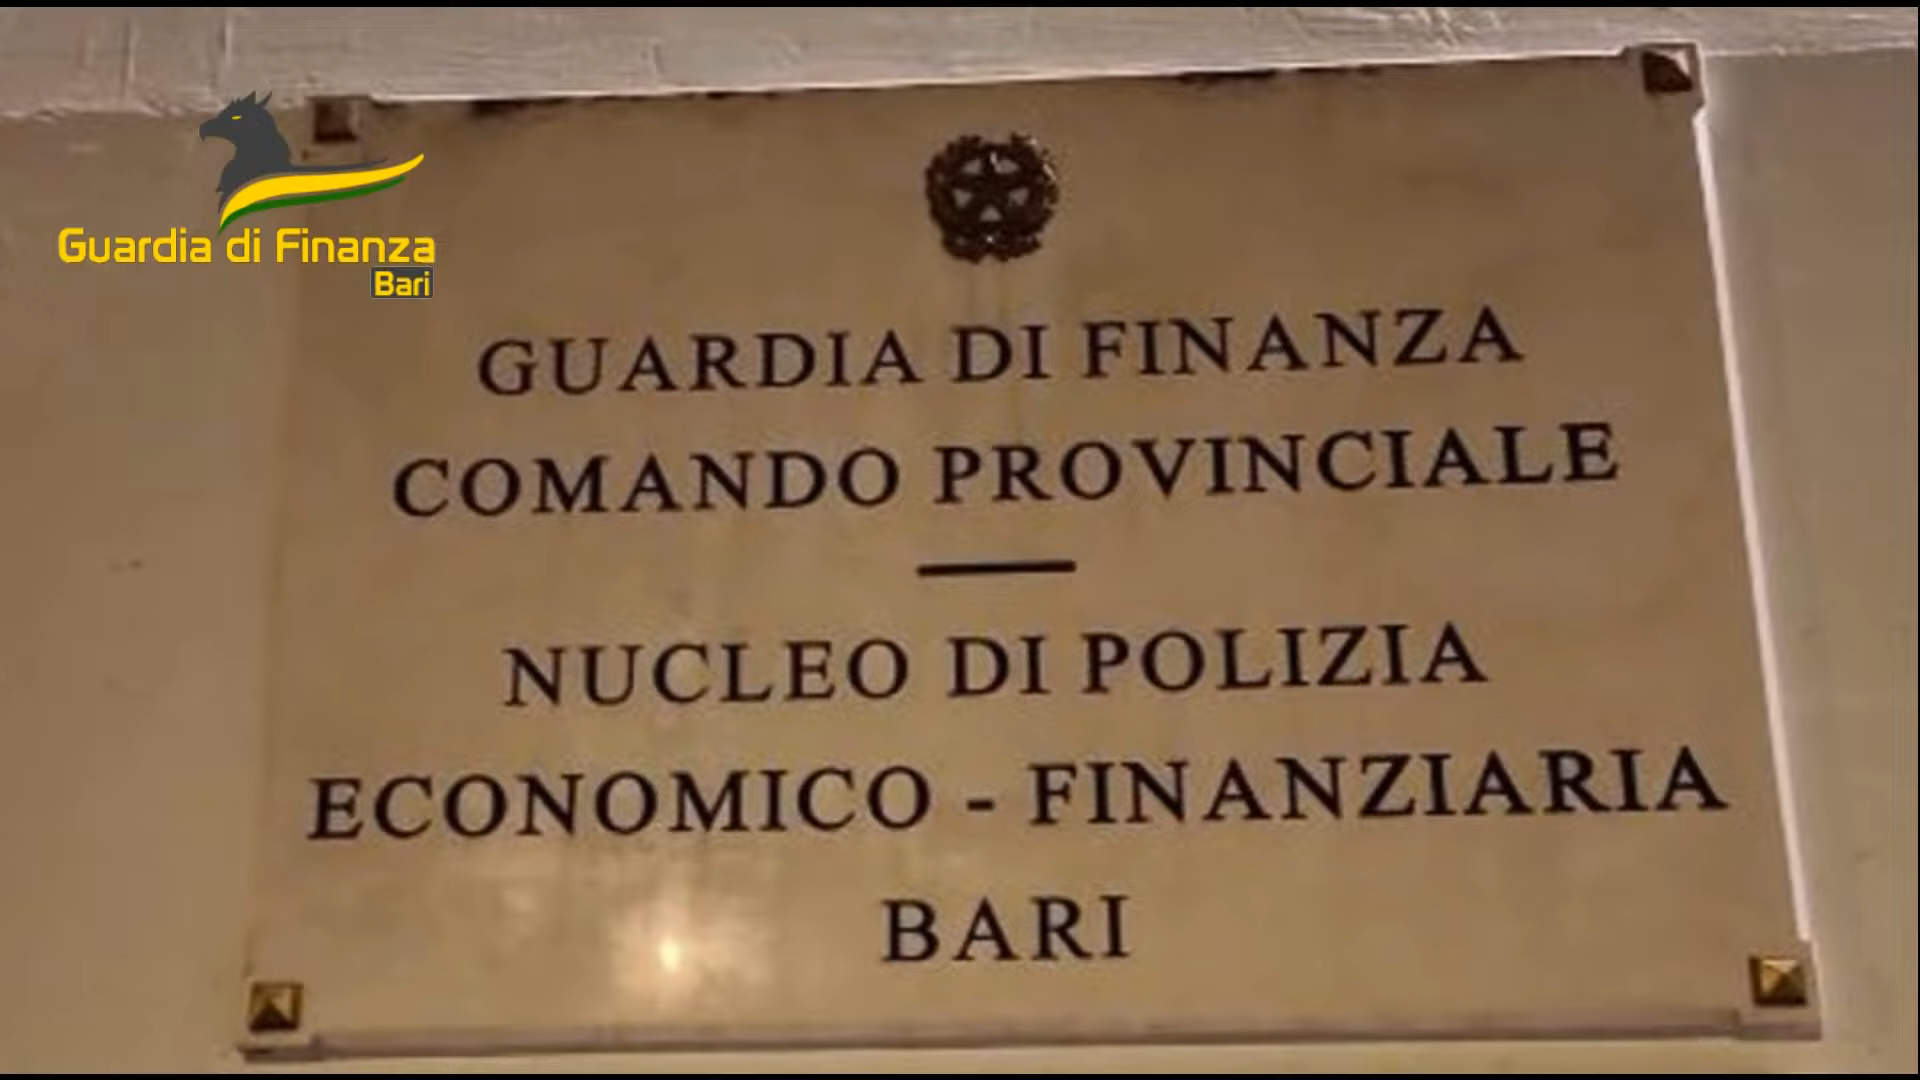 Guardia di Finanza
Bari
GUARDIA DI FINANZA
COMANDO PROVINCIALE
NUCLEO DI POLIZIA
ECONOMICO - FINANZIARIA
BARI